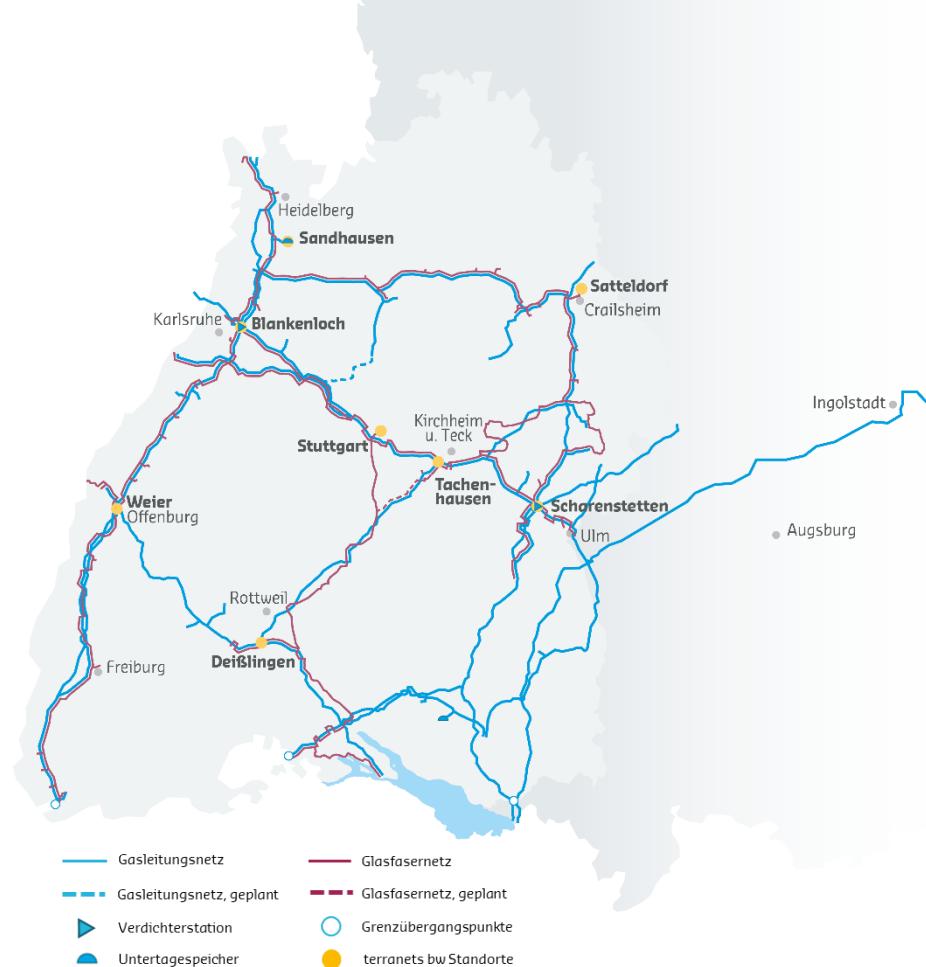 Heidelberg
Sandhausen
Satteldorf
Crailsheim
Karlsruhe
Blankenloch
Ingolstadt
Kirchheim
u. Teck
Stuttgart
Tachen-
hausen
Weier
Offenburg
Scharenstetten
Ulm
Augsburg
Rottweil
Deißlingen
Freiburg
Gasleitungsnetz
Glasfasernetz
Gasleitungsnetz, geplant
Glasfasernetz, geplant
Verdichterstation
Grenzübergangspunkte
Untertagespeicher
terranets bw Standorte